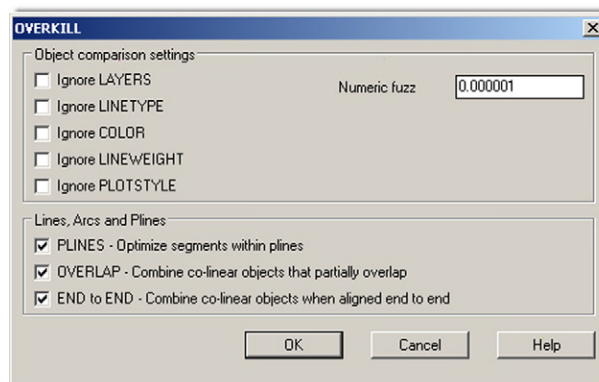 OVERKILL
Object comparison settings
Ignore LAYERS
Numeric fuzz 0.000001
Ignore LINETYPE
Ignore COLOR
Ignore LINEWEIGHT
Ignore PLOTSTYLE
Lines, Arcs and Plines
PLINES - Optimize segments within plines
OVERLAP - Combine co-linear objects that partially overlap
END to END - Combine co-linear objects when aligned end to end
OK Cancel Help